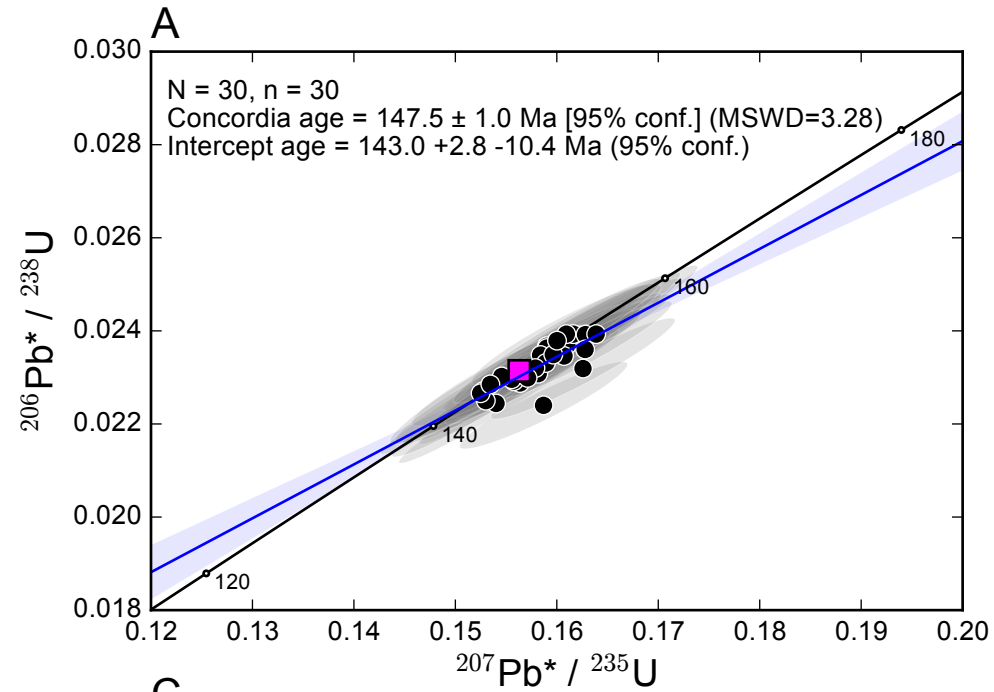 A
N = 30, n = 30
Concordia age = 147.5 ± 1.0 Ma [95% conf.] (MSWD=3.28)
Intercept age = 143.0 +2.8 -10.4 Ma (95% conf.)
0.030
0.028
0.026
0.024
0.022
0.020
0.018
206Pb* / 238U
180
160
140
120
0.12 0.13 0.14 0.15 0.16 0.17 0.18 0.19 0.20
207Pb* / 235U